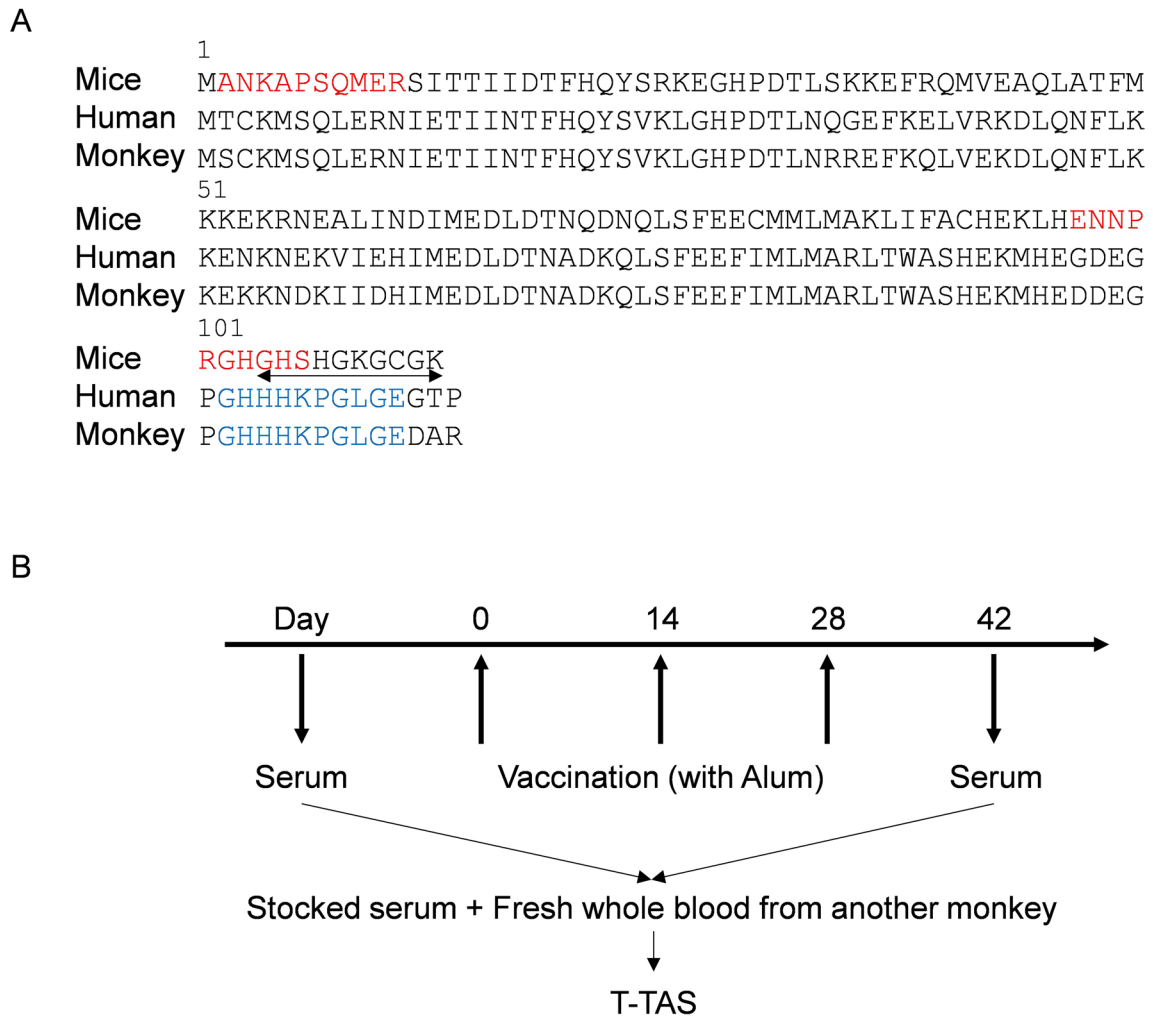 A
1
Mice MANKAPSQMERSITTIIDTFHQYSRKEGHPDTLSKKEFRQMVEAQLATFM
Human MTCKMSQLERNIETIINTFHQYSVKLGHPDTLNQGEFKELVRKDLQNFLK
Monkey MSCKMSQLERNIETIINTFHQYSVKLGHPDTLNRREFKQLVEKDLQNFLK
51
Mice KKEKRNEALINDIMEDLDTNQDNQLSFEECMMLMAKLIFACHEKLHENNP
Human KENKNEKVIEHIMEDLDTNADKQLSFEEFIMLMARLTWASHEKMHEGDEG
Monkey KEKKNDKIIDHIMEDLDTNADKQLSFEEFIMLMARLTWASHEKMHEDDEG
101
Mice RGHGHSHGKGCGK
Human PGHHHKPGLGEGTP
Monkey PGHHHKPGLGEDAR
B
Day 0 14 28 42
Serum Vaccination (with Alum) Serum
Stocked serum + Fresh whole blood from another monkey
T-TAS